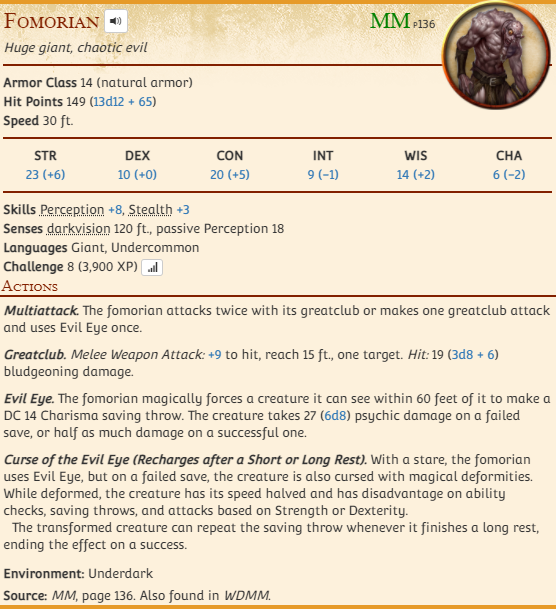 Fomorian
MM P136
Huge giant, chaotic evil
Armor Class 14 (natural armor)
Hit Points 149 (13d12 + 65)
Speed 30 ft.
STR DEX CON INT WIS CHA
23 (+6) 10 (+0) 20 (+5) 9 (−1) 14 (+2) 6 (−2)
Skills Perception +8, Stealth +3
Senses darkvision 120 ft., passive Perception 18
Languages Giant, Undercommon
Challenge 8 (3,900 XP)
Actions
Multiattack. The fomorian attacks twice with its greatclub or makes one greatclub attack
and uses Evil Eye once.
Greatclub. Melee Weapon Attack: +9 to hit, reach 15 ft., one target. Hit: 19 (3d8 + 6)
bludgeoning damage.
Evil Eye. The fomorian magically forces a creature it can see within 60 feet of it to make a
DC 14 Charisma saving throw. The creature takes 27 (6d8) psychic damage on a failed
save, or half as much damage on a successful one.
Curse of the Evil Eye (Recharges after a Short or Long Rest). With a stare, the fomorian
uses Evil Eye, but on a failed save, the creature is also cursed with magical deformities.
While deformed, the creature has its speed halved and has disadvantage on ability
checks, saving throws, and attacks based on Strength or Dexterity.
The transformed creature can repeat the saving throw whenever it finishes a long rest,
ending the effect on a success.
Environment: Underdark
Source: MM, page 136. Also found in WDMM.